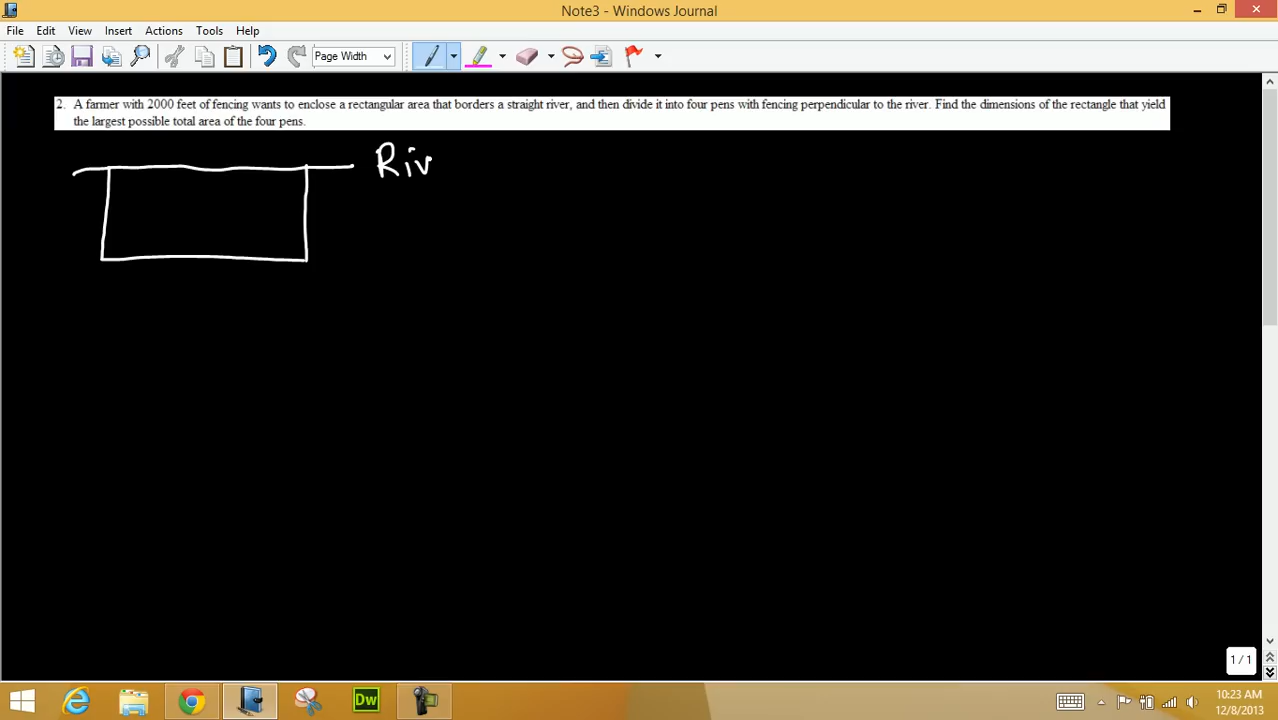 Note3 - Windows Journal
File Edit View Insert Actions Tools Help
Page Width
2. A farmer with 2000 feet of fencing wants to enclose a rectangular area that borders a straight river, and then divide it into four pens with fencing perpendicular to the river. Find the dimensions of the rectangle that yield
the largest possible total area of the four pens.
Riv
1 / 1
Dw
10:23 AM
12/8/2013